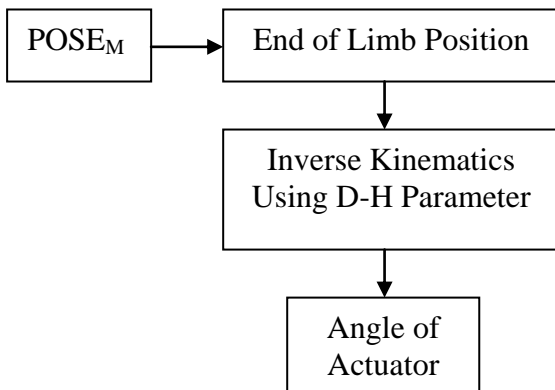 POSE_M
End of Limb Position
Inverse Kinematics
Using D-H Parameter
Angle of
Actuator